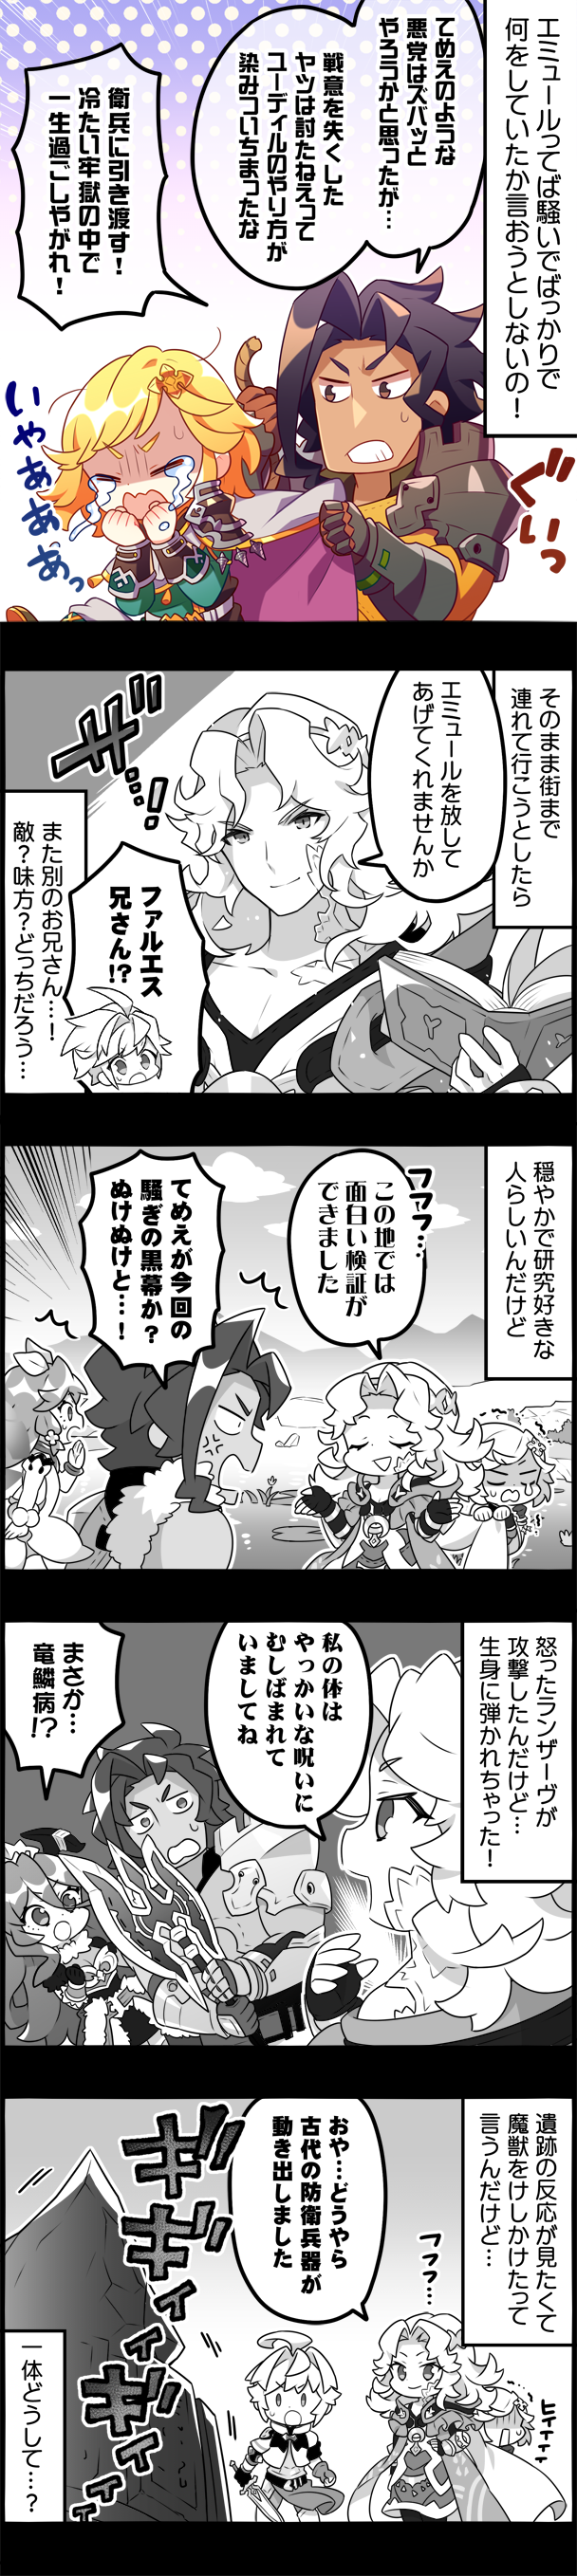 エミュールってば騒いでばっかりで
何をしていたか言おうとしないの！
てめえのような
悪党はズバッと
やろうかと思ったが…
戦意を失くした
ヤツは討たねえって
ユーディルのやり方が
染みついちまったな
衛兵に引き渡す！
冷たい牢獄の中で
一生過ごしやがれ！
ぐいっ
いやあああっ
そのまま街まで
連れて行こうとしたら
エミュールを放して
あげてくれませんか
ギギ…！
ファルエス
兄さん!?
また別のお兄さん…！
敵？味方？どっちだろう…
穏やかで研究好きな
人らしいんだけど
フフフ…
この地では
面白い検証が
できました
てめえが今回の
騒ぎの黒幕か？
ぬけぬけと…！
怒ったランザーヴが
攻撃したんだけど…
生身に弾かれちゃった！
私の体は
やっかいな呪いに
むしばまれて
いましてね
まさか…
竜鱗病!?
遺跡の反応が見たくて
魔獣をけしかけたって
言うんだけど…
フフフ…
おや…どうやら
古代の防衛兵器が
動き出しました
ヒィィィ
ギギィィギィ
一体どうして…？